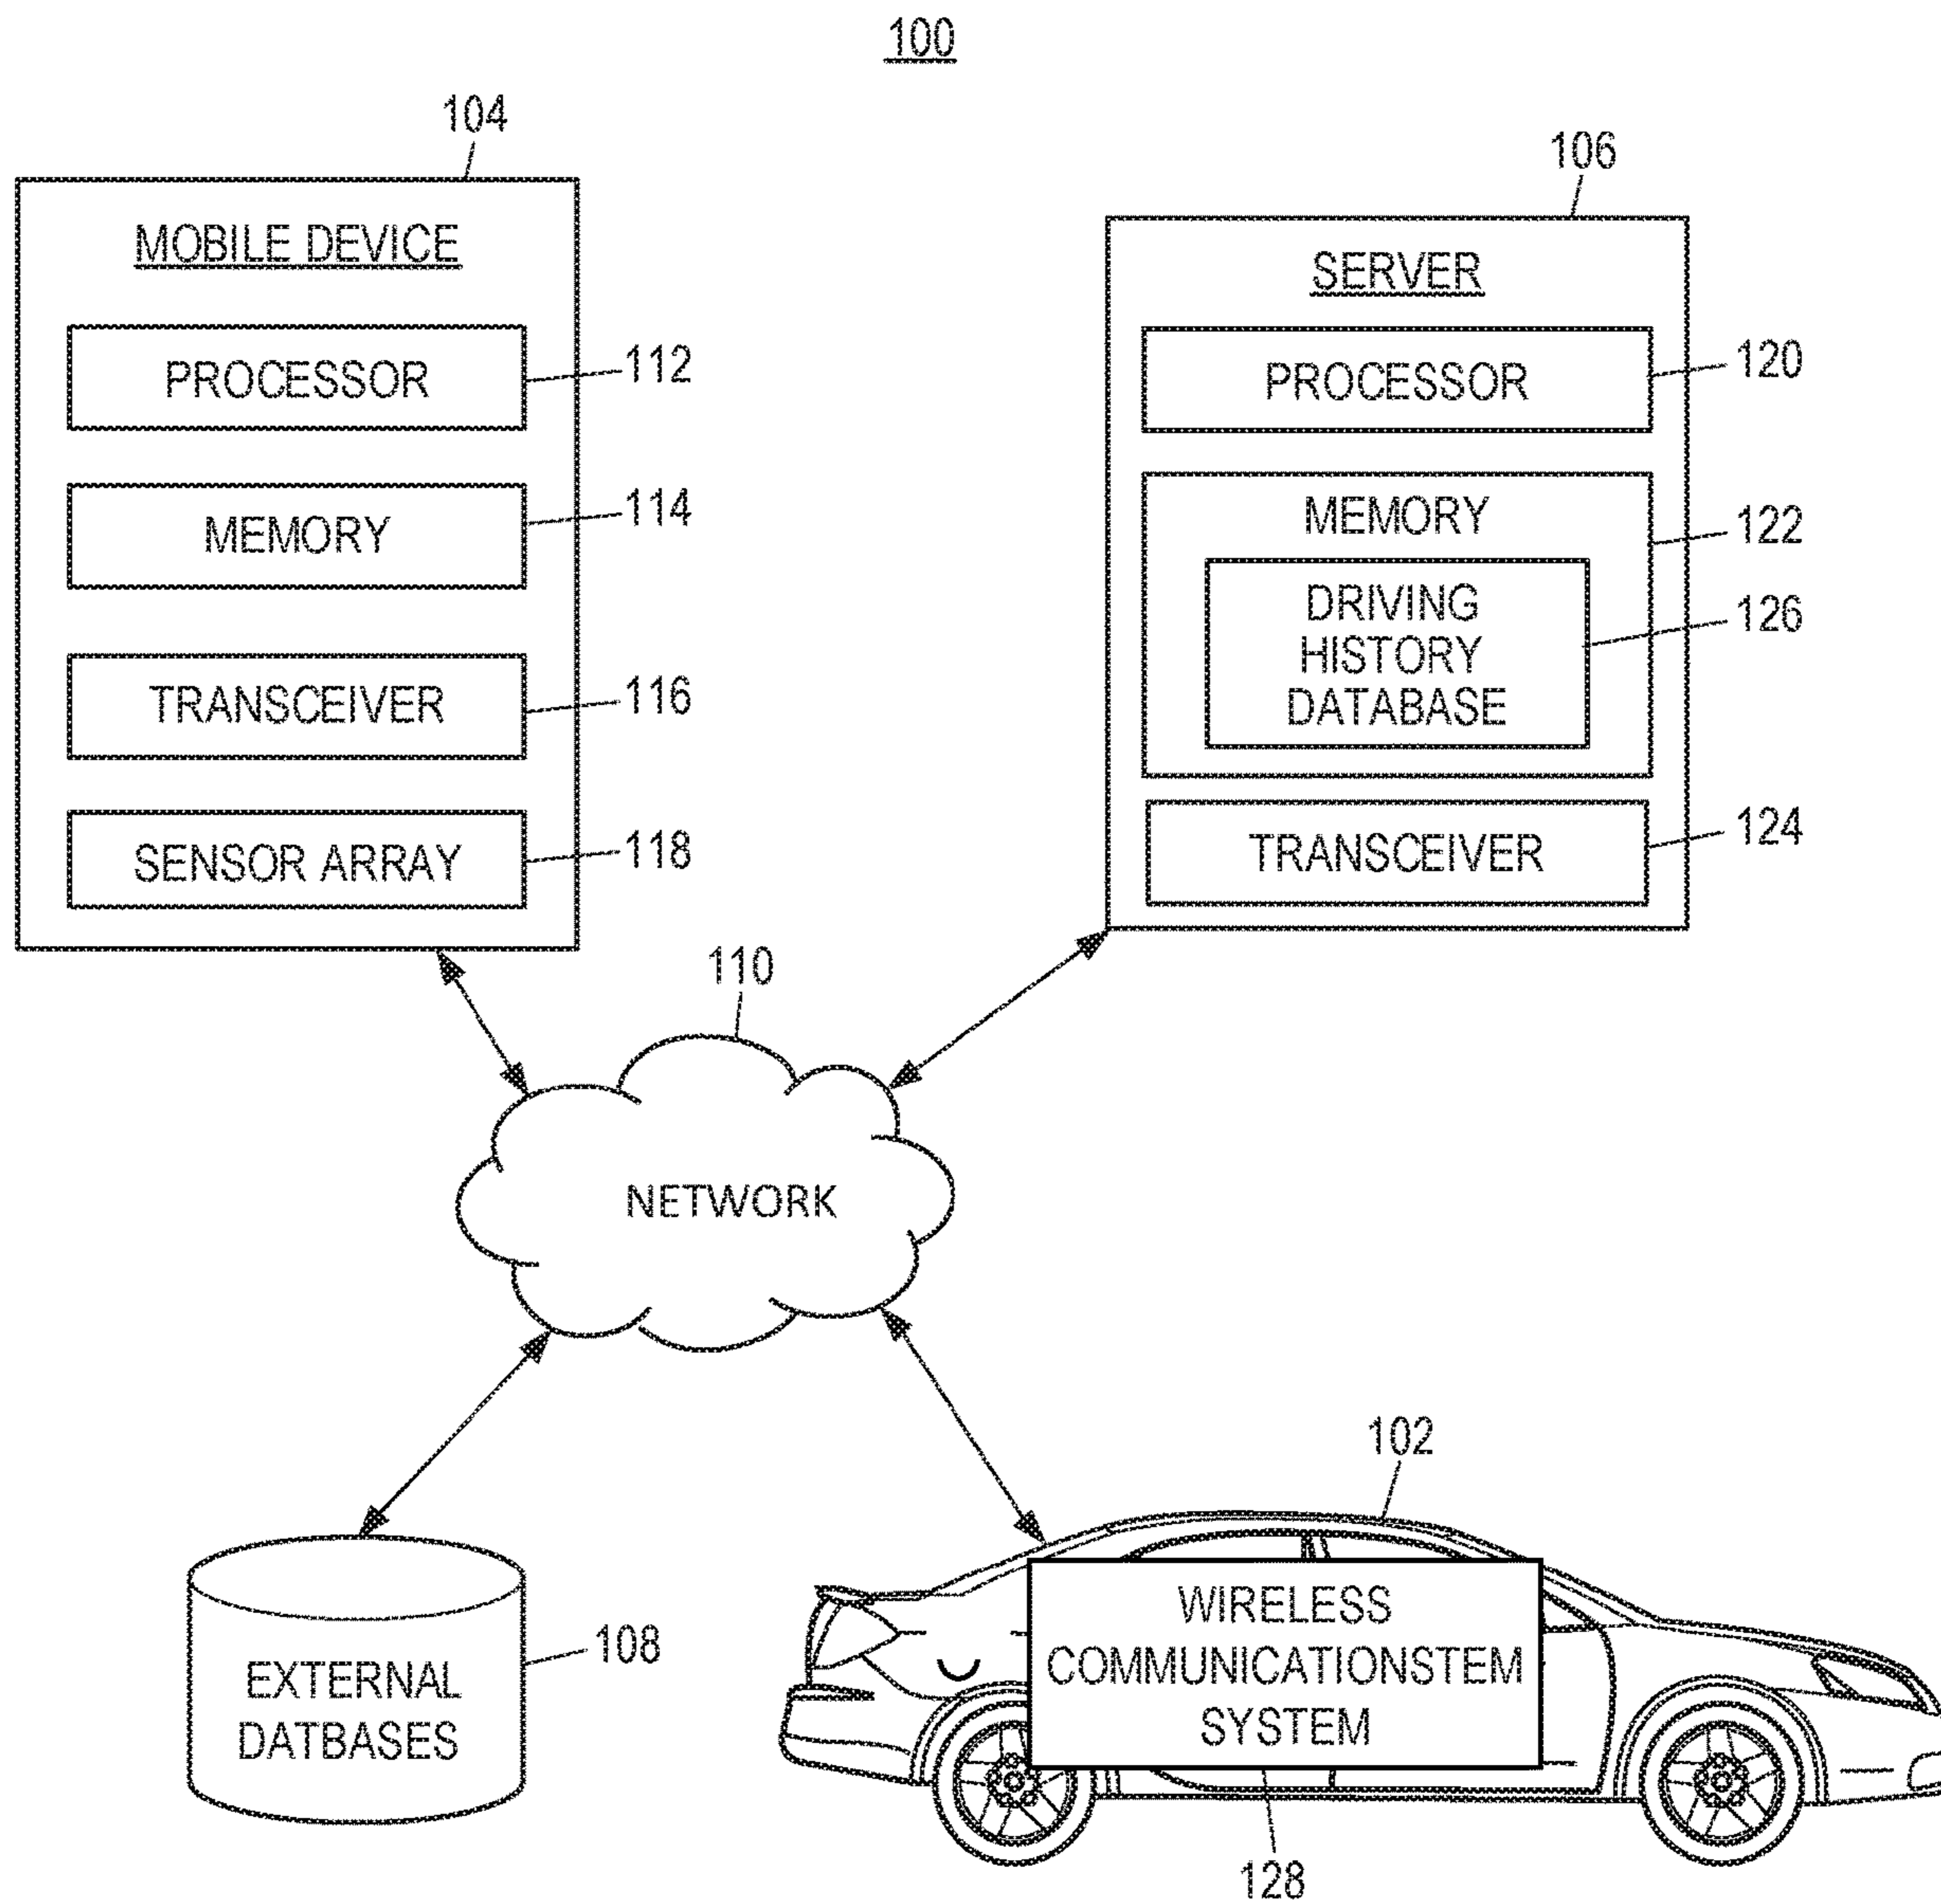 100
104
MOBILE DEVICE
PROCESSOR
112
MEMORY
114
TRANSCEIVER
116
SENSOR ARRAY
118
106
SERVER
PROCESSOR
120
MEMORY
122
DRIVING
HISTORY
DATABASE
126
TRANSCEIVER
124
110
NETWORK
EXTERNAL
DATBASES
108
102
WIRELESS
COMMUNICATIONSTEM
SYSTEM
128